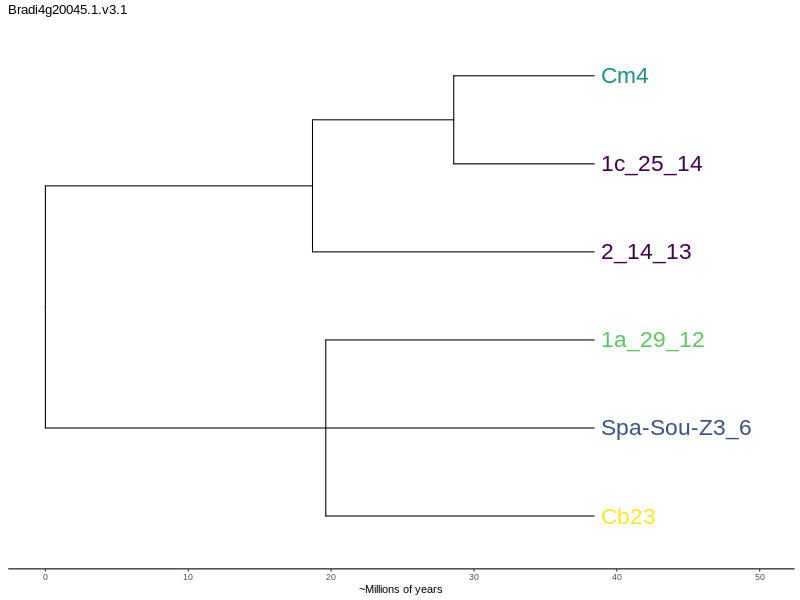 Bradi4g20045.1.v3.1
Cm4
1c_25_14
2_14_13
1a_29_12
Spa-Sou-Z3_6
Cb23
0 10 20 30 40 50
~Millions of years